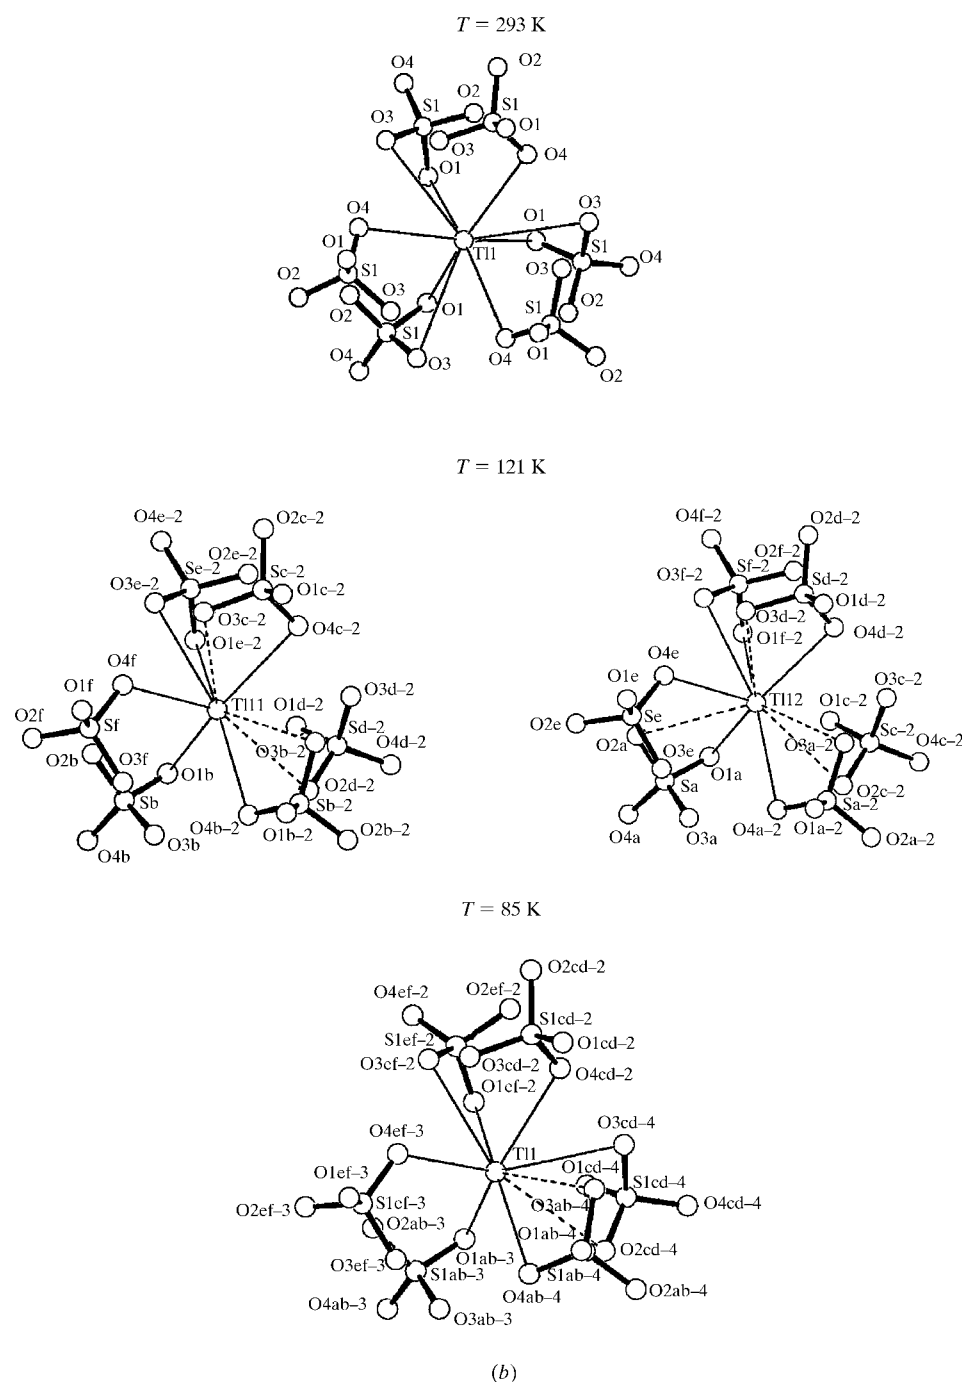 T = 293 K
O4
O2
O2
S1
S1
O3
O1
O3
O4
O1
O4
O3
O1
O1
Tl1
S1
S1
O3
O4
O2
O3
S1
O2
O1
O2
S1
O4
O1
O4
O3
O2
T = 121 K
O4e–2
O2c–2
O2e–2
Se–2
Sc–2
O3e–2
O1c–2
O3c–2
O4c–2
O1e–2
O4f
O1f
Tl11
O3d–2
O1d–2
O2f
Sf
Sd–2
O4d–2
O2b
O3f
O3b–2
O1b
O2d–2
Sb
Sb–2
O4b–2
O1b–2
O2b–2
O3b
O4b
O4f–2
O2d–2
O2f–2
Sf–2
Sd–2
O3f–2
O1d–2
O3d–2
O4d–2
O1f–2
O4e
O1e
O3c–2
Tl12
O1c–2
O2e
Se
Sc–2
O4c–2
O2a
O3e
O3a–2
O1a
Sa
O2c–2
Sa–2
O4a–2
O1a–2
O4a
O3a
O2a–2
T = 85 K
O2cd–2
O4ef–2
O2ef–2
S1ef–2
S1cd–2
O1cd–2
O3cf–2
O3cd–2
O4cd–2
O1cf–2
O3cd–4
O4ef–3
Tl1
O1cd–4
O1ef–3
S1cd–4
O2ef–3
S1cf–3
O3ab–4
O4cd–4
O2ab–3
O1ab–4
O3ef–3
O1ab–3
O2cd–4
S1ab–3
S1ab–4
O4ab–4
O2ab–4
O4ab–3
O3ab–3
(b)